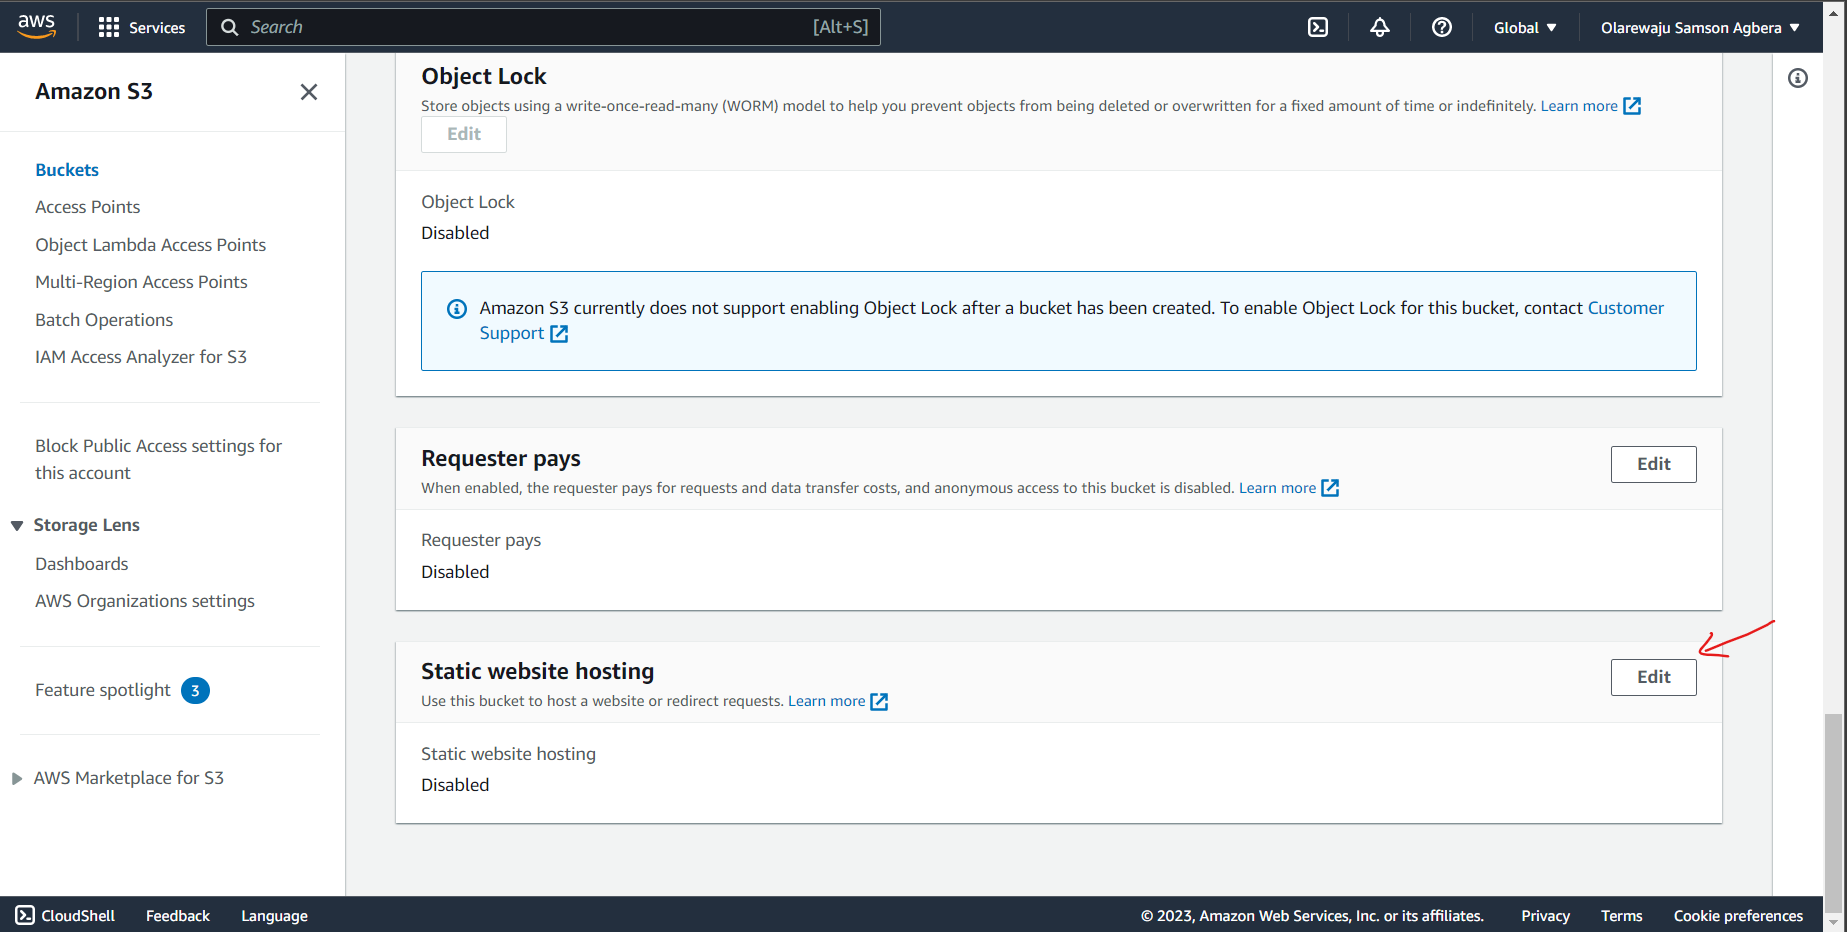 aws Services Search [Alt+S] Global Olarewaju Samson Agbera
Amazon S3
Buckets
Access Points
Object Lambda Access Points
Multi-Region Access Points
Batch Operations
IAM Access Analyzer for S3
Block Public Access settings for
this account
Storage Lens
Dashboards
AWS Organizations settings
Feature spotlight 3
AWS Marketplace for S3
Object Lock
Store objects using a write-once-read-many (WORM) model to help you prevent objects from being deleted or overwritten for a fixed amount of time or indefinitely. Learn more
Edit
Object Lock
Disabled
Amazon S3 currently does not support enabling Object Lock after a bucket has been created. To enable Object Lock for this bucket, contact Customer
Support
Requester pays
Edit
When enabled, the requester pays for requests and data transfer costs, and anonymous access to this bucket is disabled. Learn more
Requester pays
Disabled
Static website hosting
Edit
Use this bucket to host a website or redirect requests. Learn more
Static website hosting
Disabled
CloudShell Feedback Language © 2023, Amazon Web Services, Inc. or its affiliates. Privacy Terms Cookie preferences